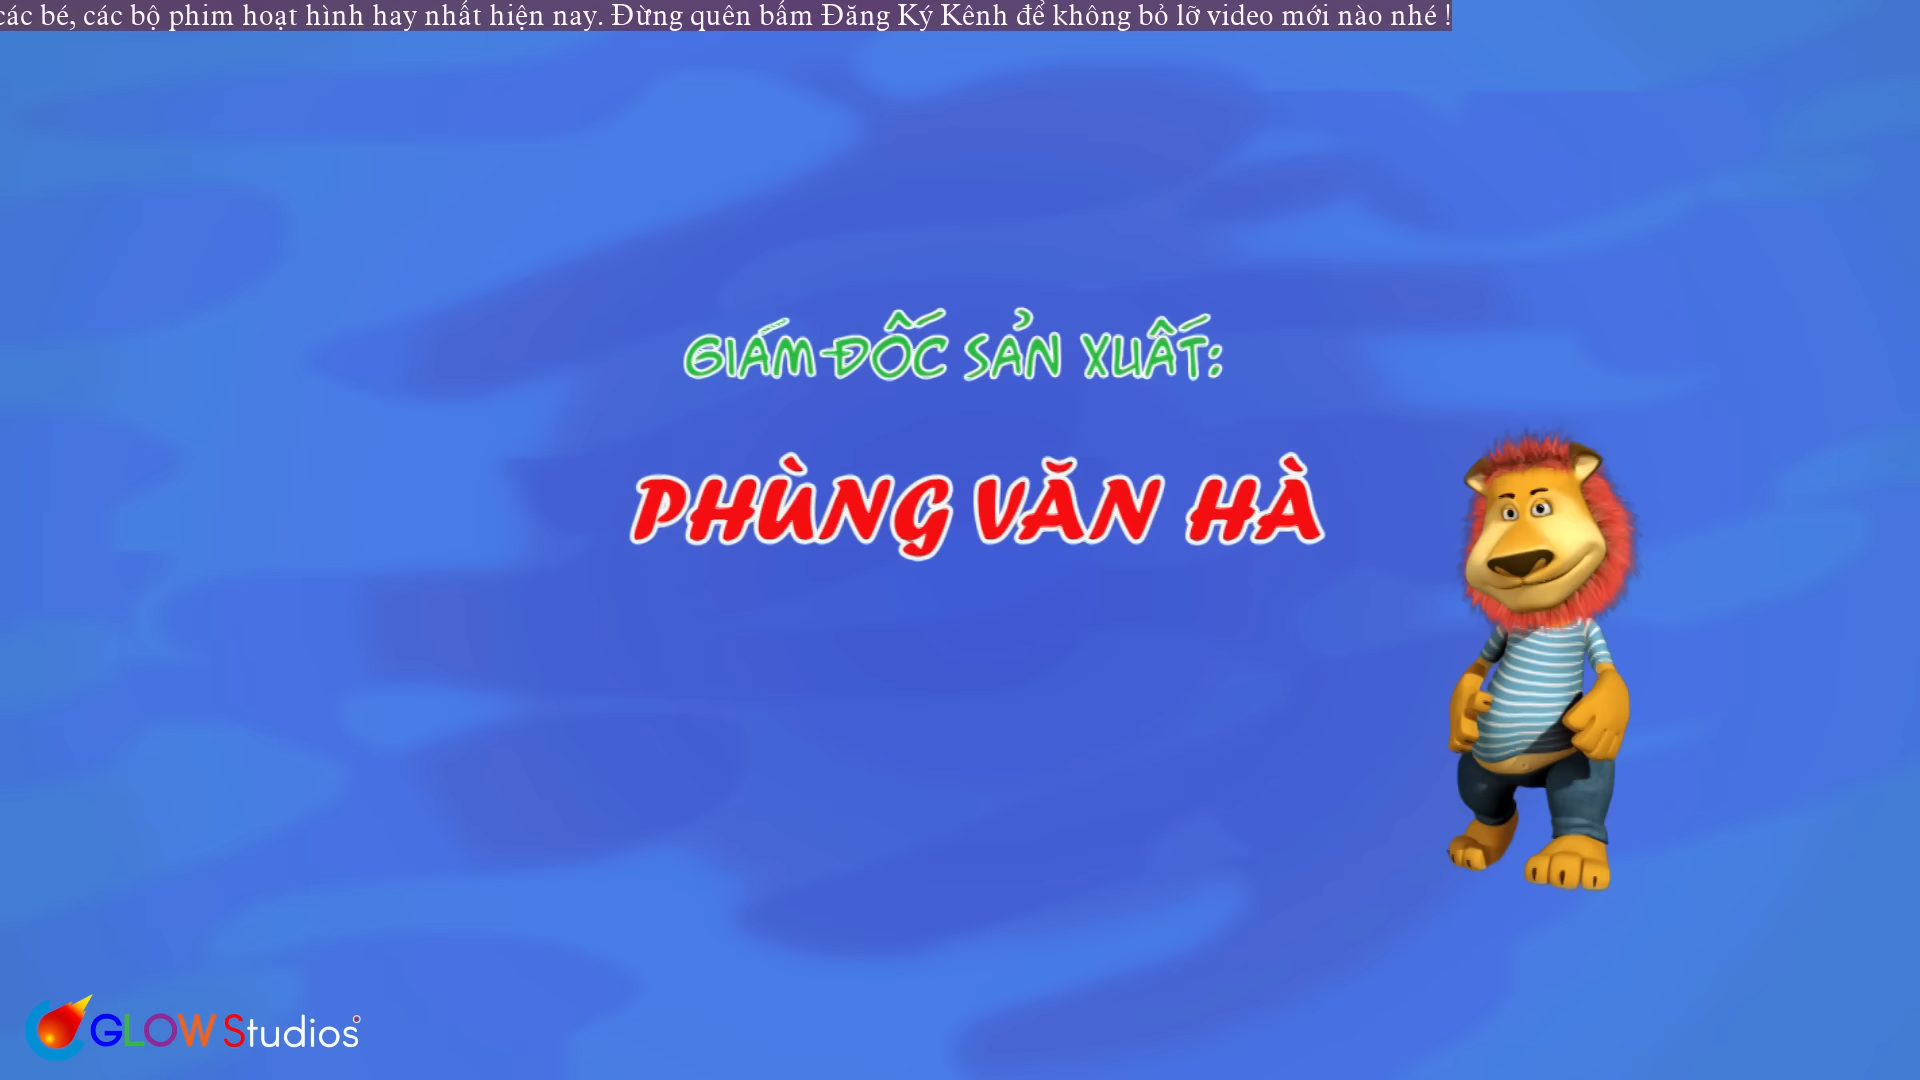 các bé, các bộ phim hoạt hình hay nhất hiện nay. Đừng quên bấm Đăng Ký Kênh để không bỏ lỡ video mới nào nhé !
GIÁM ĐỐC SẢN XUẤT:
PHÙNG VĂN HÀ
GLOW Studios